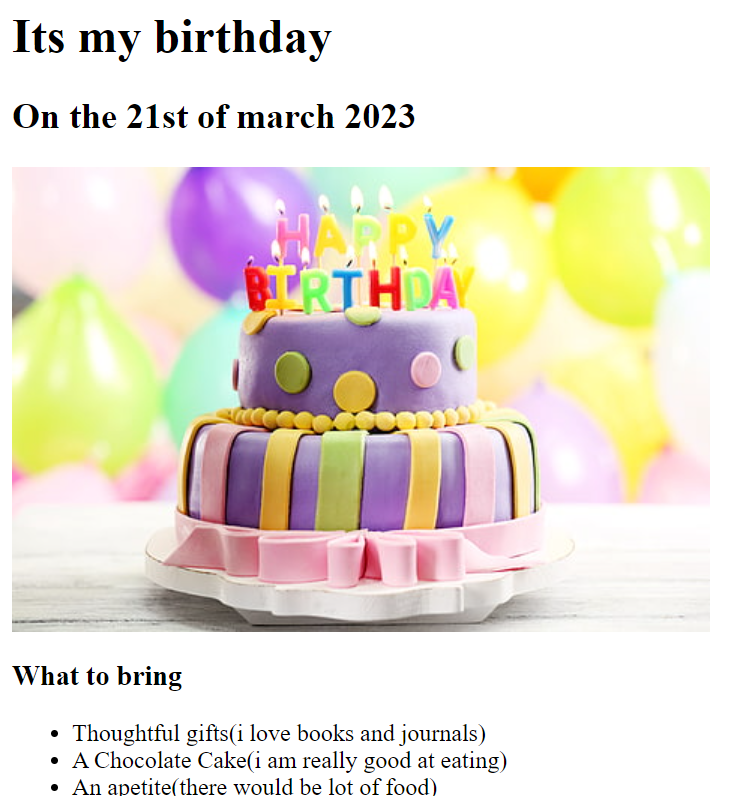 Its my birthday
On the 21st of march 2023
HAPPY
BIRTHDAY
What to bring
Thoughtful gifts(i love books and journals)
A Chocolate Cake(i am really good at eating)
An apetite(there would be lot of food)